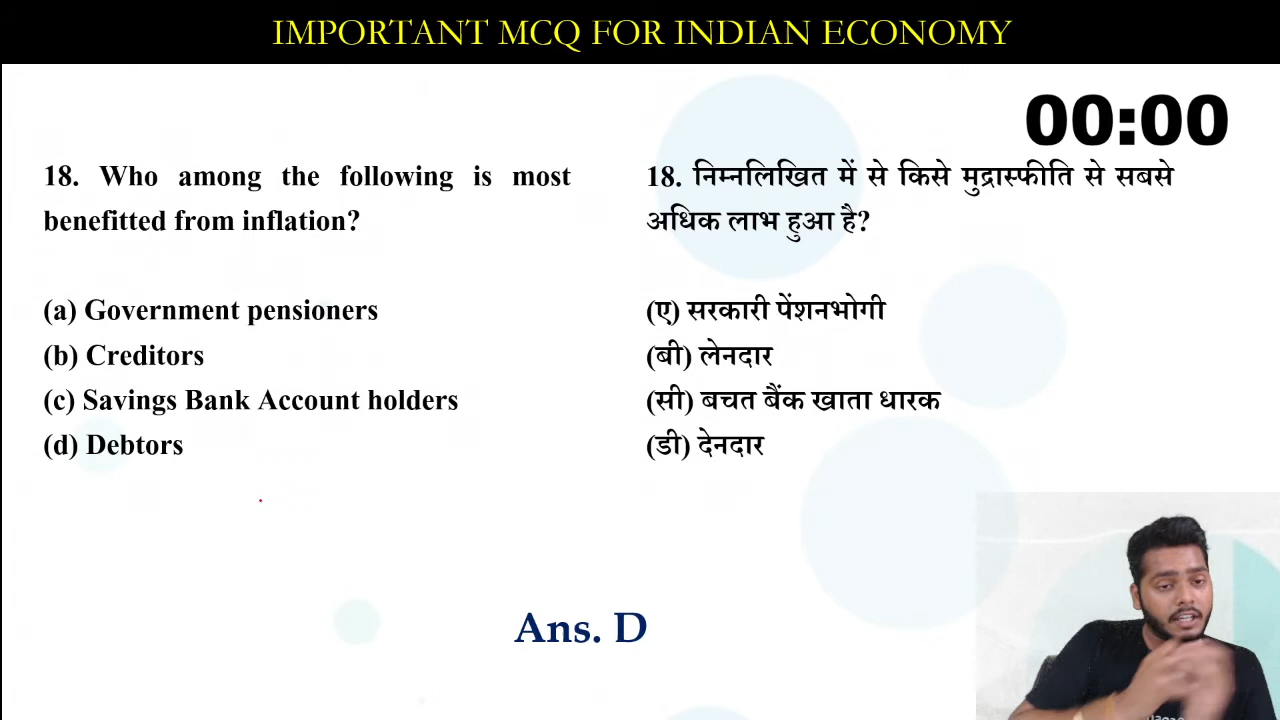 IMPORTANT MCQ FOR INDIAN ECONOMY
00:00
18. Who among the following is most
benefitted from inflation?
(a) Government pensioners
(b) Creditors
(c) Savings Bank Account holders
(d) Debtors
18. निम्नलिखित में से किसे मुद्रास्फीति से सबसे
अधिक लाभ हुआ है?
(ए) सरकारी पेंशनभोगी
(बी) लेनदार
(सी) बचत बैंक खाता धारक
(डी) देनदार
Ans. D